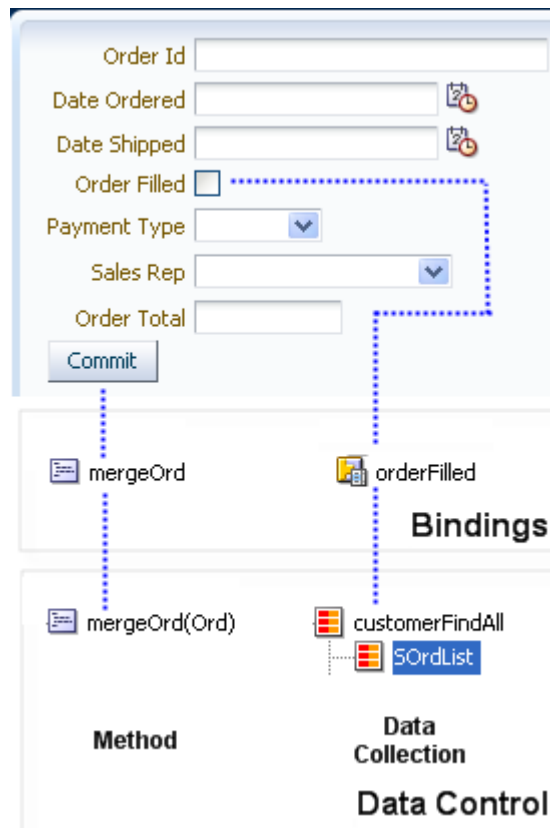 Order Id
Date Ordered
Date Shipped
Order Filled
Payment Type
Sales Rep
Order Total
Commit
mergeOrd orderFilled
Bindings
mergeOrd(Ord) customerFindAll
SOrdList
Method Data
Collection
Data Control